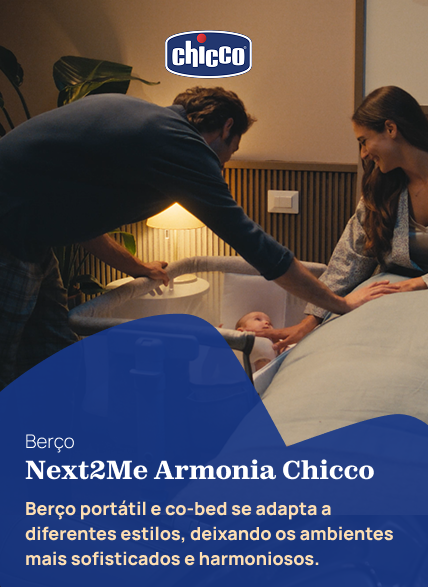 chicco
Berço
Next2Me Armonia Chicco
Berço portátil e co-bed se adapta a
diferentes estilos, deixando os ambientes
mais sofisticados e harmoniosos.